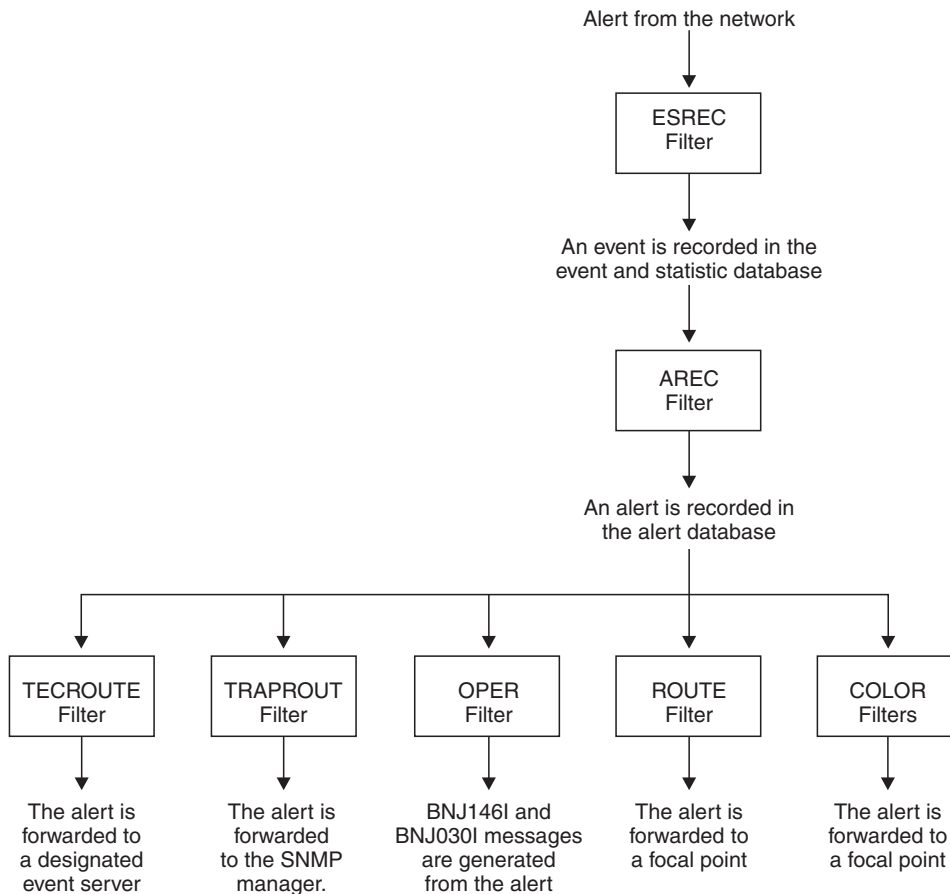 Alert from the network
ESREC
Filter
An event is recorded in the
event and statistic database
AREC
Filter
An alert is recorded in
the alert database
TECROUTE
Filter
TRAPROUT
Filter
OPER
Filter
ROUTE
Filter
COLOR
Filters
The alert is
forwarded to
a designated
event server
The alert is
forwarded
to the SNMP
manager.
BNJ146I and
BNJ030I messages
are generated
from the alert
The alert is
forwarded to
a focal point
The alert is
forwarded to
a focal point